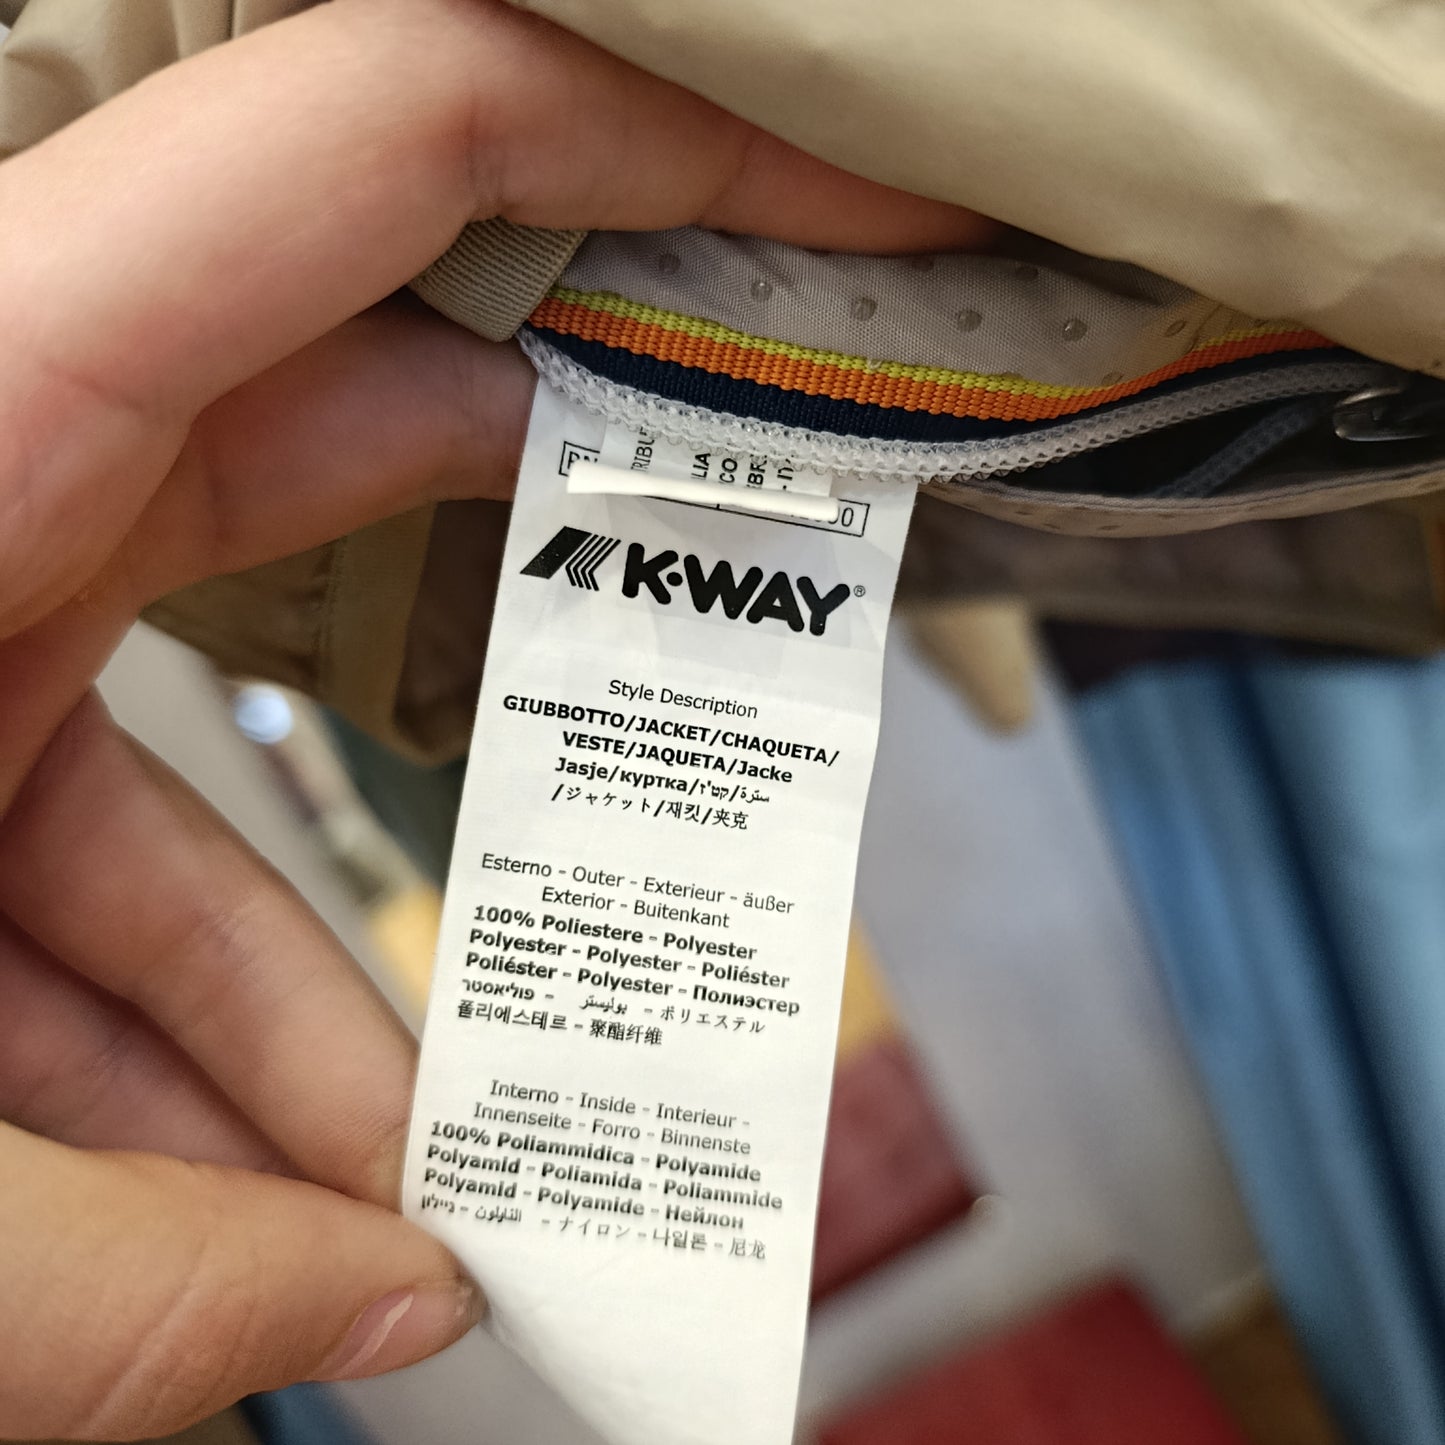 K·WAY®
Style Description
GIUBBOTTO/JACKET/CHAQUETA/
VESTE/JAQUETA/Jacke
Jasje/куртка/קט'ז/سترة
/ジャケット/재킷/夹克
Esterno - Outer - Exterieur - äußer
Exterior - Buitenkant
100% Poliestere - Polyester
Polyester - Polyester - Poliéster
Poliéster - Polyester - Полиэстер
פוליאסטר - بوليستر - ポリエステル
폴리에스테르 - 聚酯纤维
Interno - Inside - Interieur -
Innenseite - Forro - Binnenste
100% Poliammidica - Polyamide
Polyamid - Poliamida - Poliammide
Polyamid - Polyamide - Нейлон
ניילון - النايلون - ナイロン - 나일론 - 尼龙